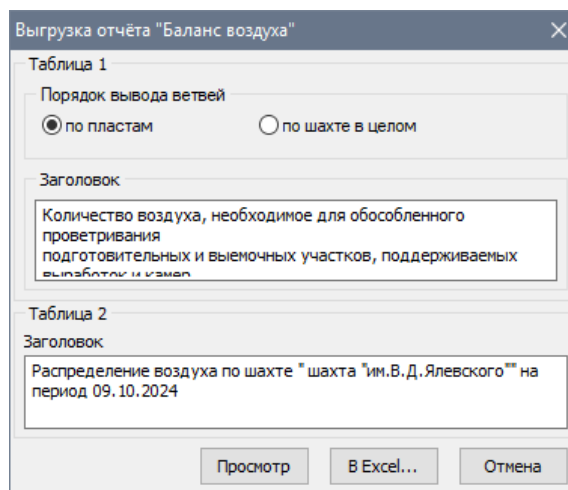 Выгрузка отчёта "Баланс воздуха"
Таблица 1
Порядок вывода ветвей
по пластам
по шахте в целом
Заголовок
Количество воздуха, необходимое для обособленного
проветривания
подготовительных и выемочных участков, поддерживаемых
выработок и камер
Таблица 2
Заголовок
Распределение воздуха по шахте " шахта "им.В.Д.Ялевского"" на
период 09.10.2024
Просмотр
В Excel...
Отмена